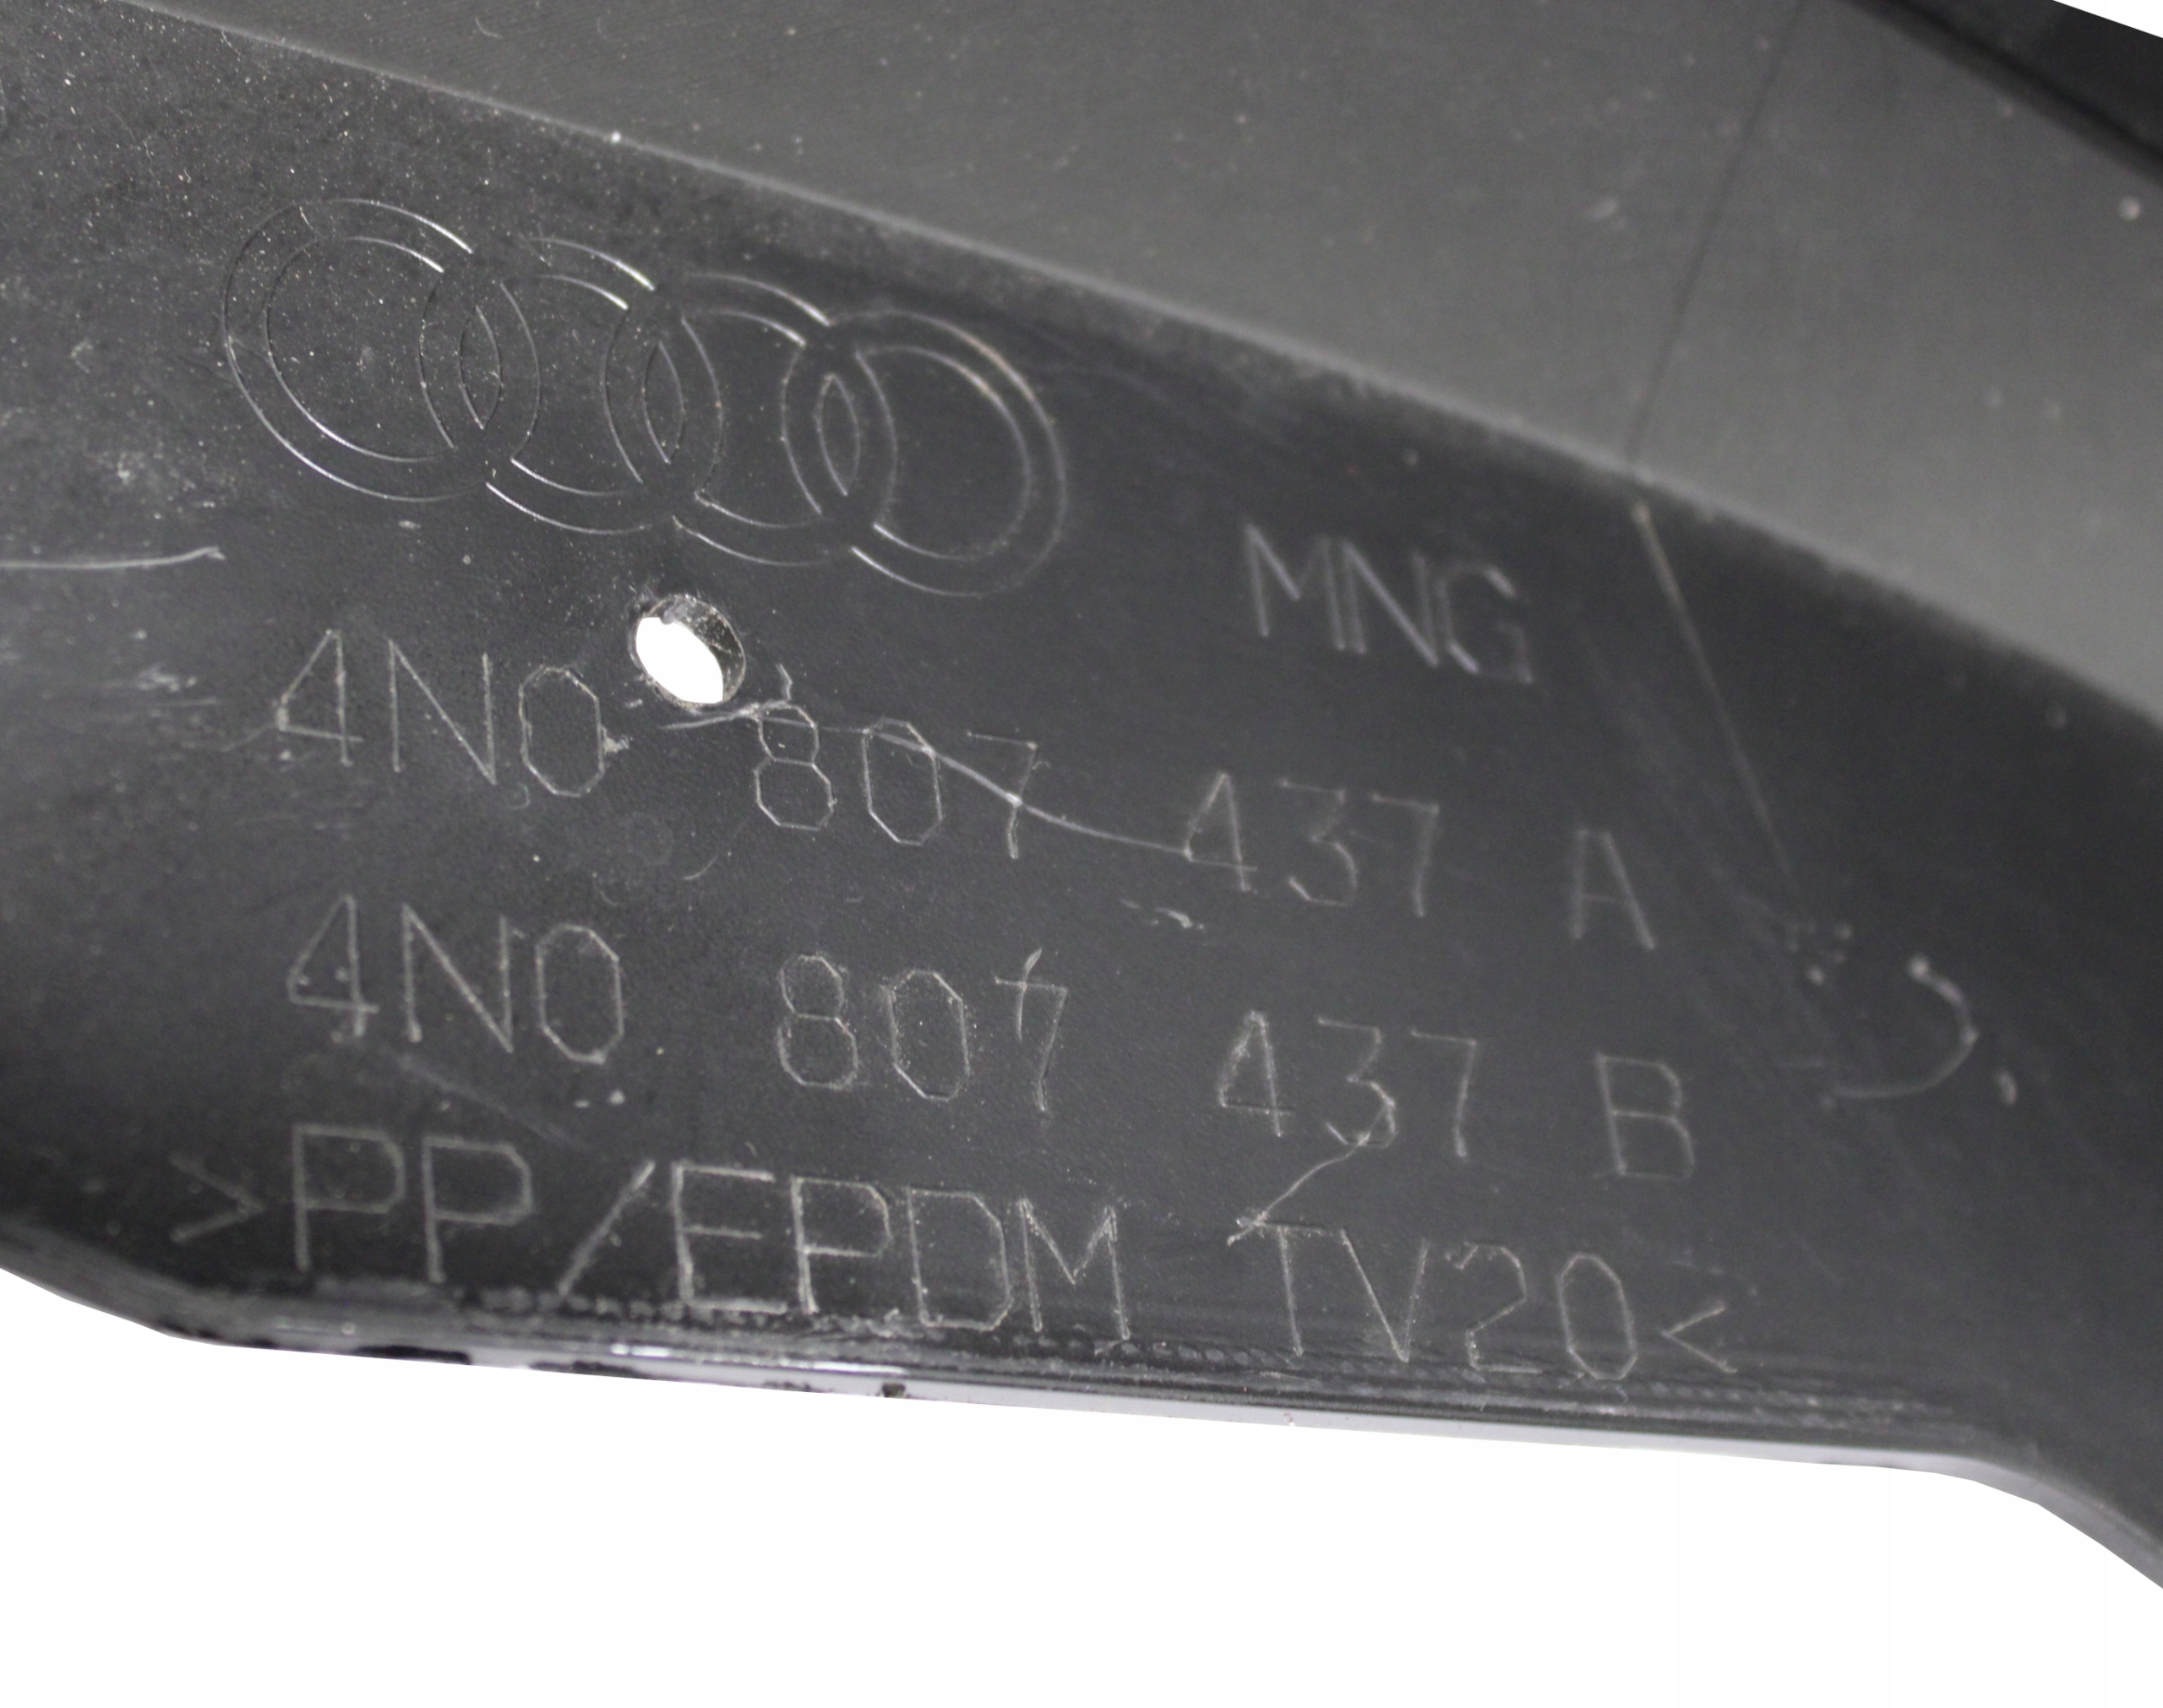 MNG
4N0 807 437 A
4N0 807 437 B
>PP/EPDM TV20<